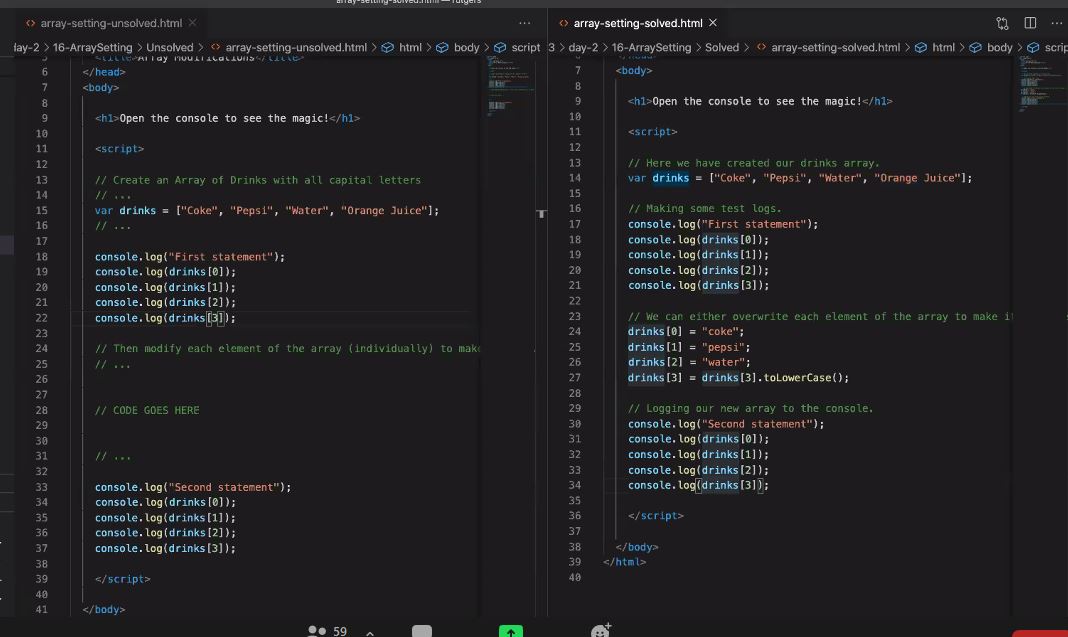 array-setting-solved.html — rutgers
<> array-setting-unsolved.html ×
day-2 > 16-ArraySetting > Unsolved > <> array-setting-unsolved.html > html > body > script
5 <title>Array Modifications</title>
6 </head>
7 <body>
8
9 <h1>Open the console to see the magic!</h1>
10
11 <script>
12
13 // Create an Array of Drinks with all capital letters
14 // ...
15 var drinks = ["Coke", "Pepsi", "Water", "Orange Juice"];
16 // ...
17
18 console.log("First statement");
19 console.log(drinks[0]);
20 console.log(drinks[1]);
21 console.log(drinks[2]);
22 console.log(drinks[3]);
23
24 // Then modify each element of the array (individually) to make
25 // ...
26
27
28 // CODE GOES HERE
29
30
31 // ...
32
33 console.log("Second statement");
34 console.log(drinks[0]);
35 console.log(drinks[1]);
36 console.log(drinks[2]);
37 console.log(drinks[3]);
38
39 </script>
40
41 </body>
<> array-setting-solved.html ×
3 > day-2 > 16-ArraySetting > Solved > <> array-setting-solved.html > html > body > scrip
6 </head>
7 <body>
8
9 <h1>Open the console to see the magic!</h1>
10
11 <script>
12
13 // Here we have created our drinks array.
14 var drinks = ["Coke", "Pepsi", "Water", "Orange Juice"];
15
16 // Making some test logs.
17 console.log("First statement");
18 console.log(drinks[0]);
19 console.log(drinks[1]);
20 console.log(drinks[2]);
21 console.log(drinks[3]);
22
23 // We can either overwrite each element of the array to make i
24 drinks[0] = "coke";
25 drinks[1] = "pepsi";
26 drinks[2] = "water";
27 drinks[3] = drinks[3].toLowerCase();
28
29 // Logging our new array to the console.
30 console.log("Second statement");
31 console.log(drinks[0]);
32 console.log(drinks[1]);
33 console.log(drinks[2]);
34 console.log(drinks[3]);
35
36 </script>
37
38 </body>
39 </html>
40
59